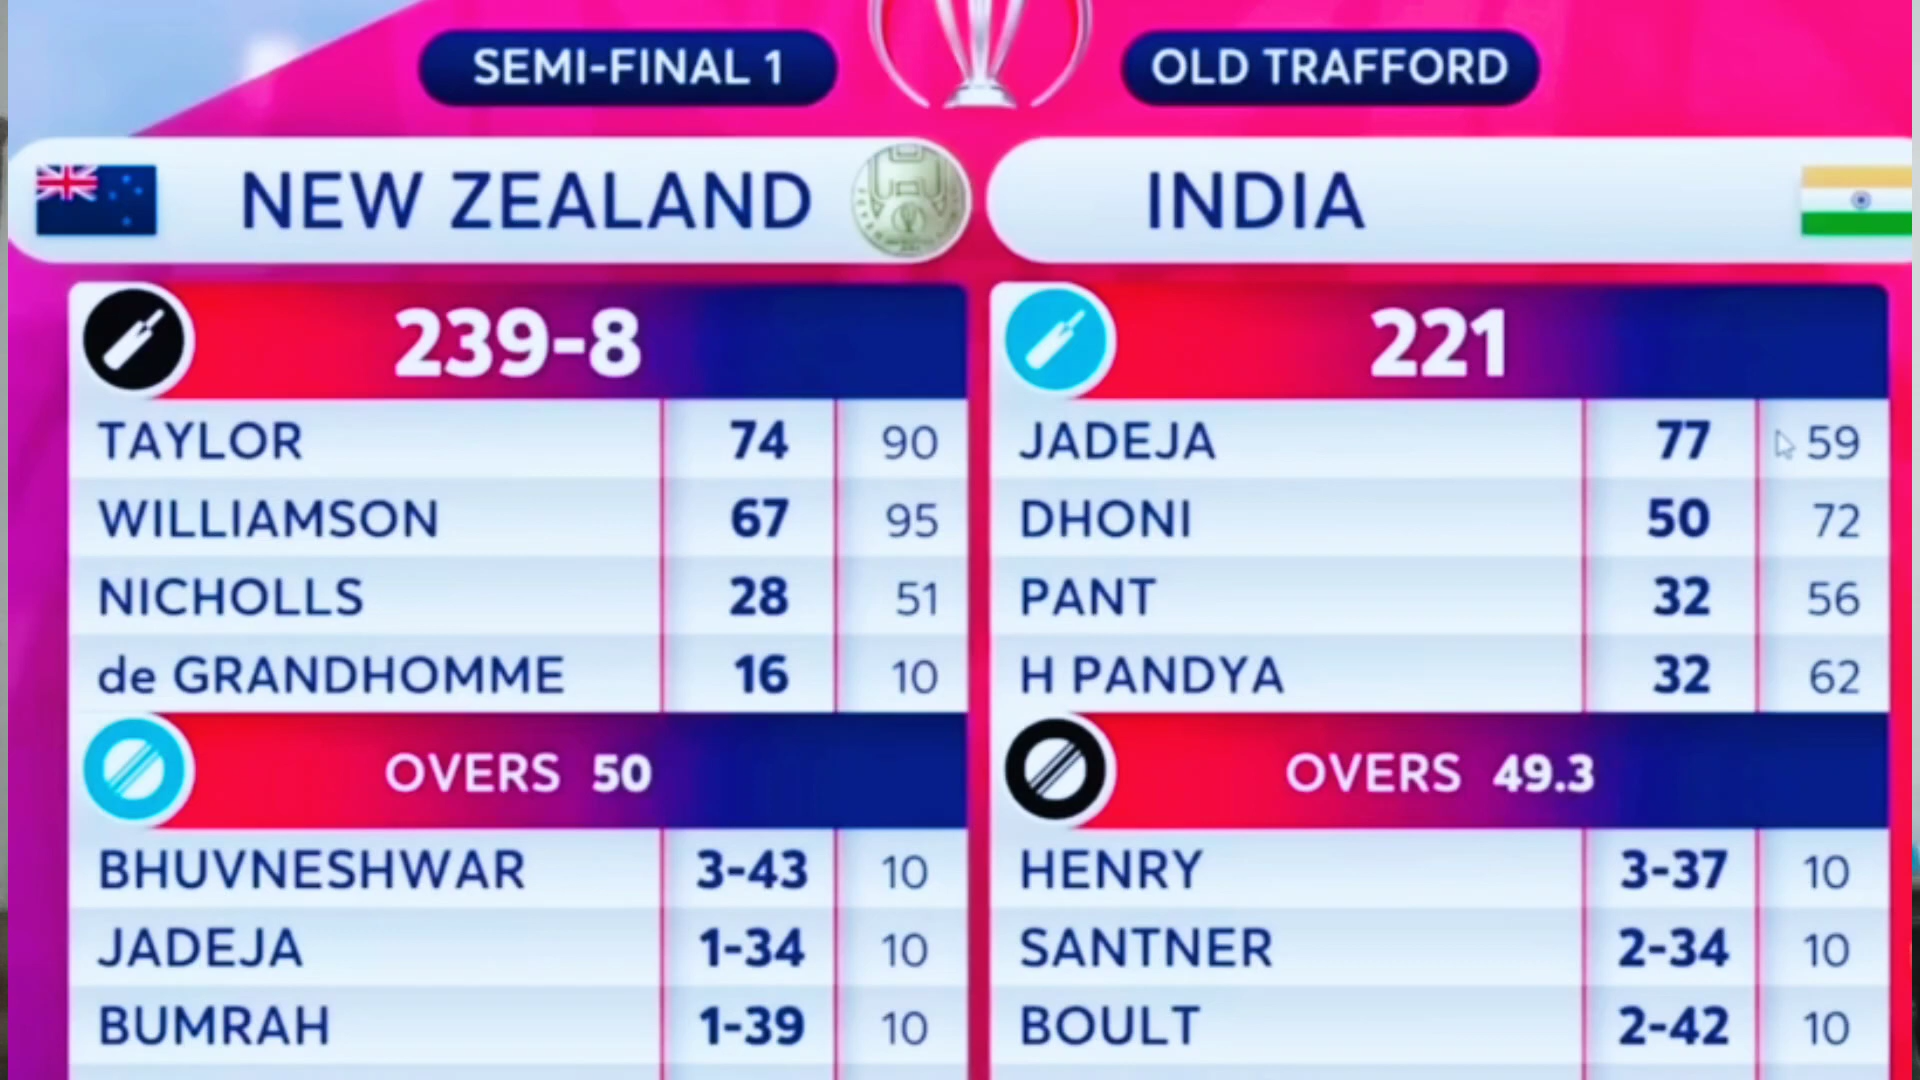 SEMI-FINAL 1
OLD TRAFFORD
NEW ZEALAND
INDIA
239-8
TAYLOR 74 90
WILLIAMSON 67 95
NICHOLLS 28 51
de GRANDHOMME 16 10
OVERS 50
BHUVNESHWAR 3-43 10
JADEJA 1-34 10
BUMRAH 1-39 10
221
JADEJA 77 59
DHONI 50 72
PANT 32 56
H PANDYA 32 62
OVERS 49.3
HENRY 3-37 10
SANTNER 2-34 10
BOULT 2-42 10